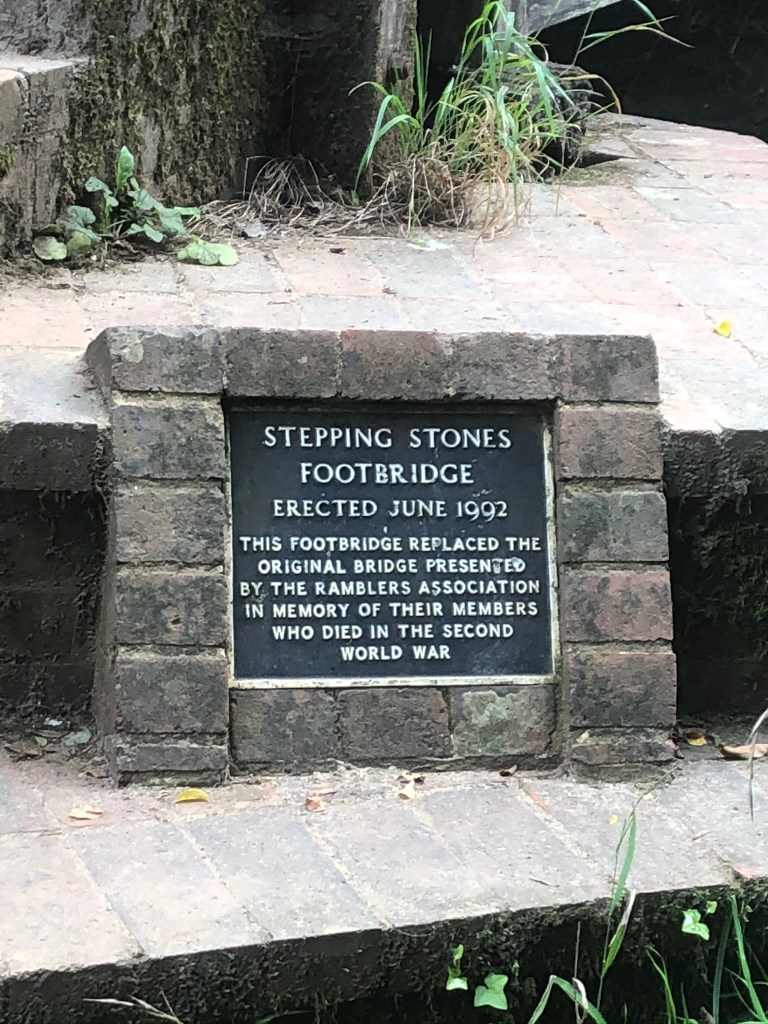 STEPPING STONES
FOOTBRIDGE
ERECTED JUNE 1992
THIS FOOTBRIDGE REPLACED THE
ORIGINAL BRIDGE PRESENTED
BY THE RAMBLERS ASSOCIATION
IN MEMORY OF THEIR MEMBERS
WHO DIED IN THE SECOND
WORLD WAR